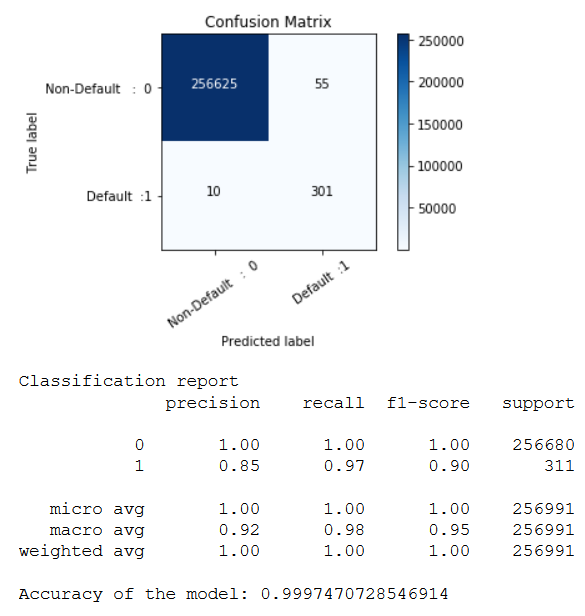 Confusion Matrix
Non-Default : 0
256625 55
250000
200000
150000
100000
50000
True label
Default :1
10 301
Non-Default : 0
Default :1
Predicted label
Classification report
precision recall f1-score support
0 1.00 1.00 1.00 256680
1 0.85 0.97 0.90 311
micro avg 1.00 1.00 1.00 256991
macro avg 0.92 0.98 0.95 256991
weighted avg 1.00 1.00 1.00 256991
Accuracy of the model: 0.9997470728546914